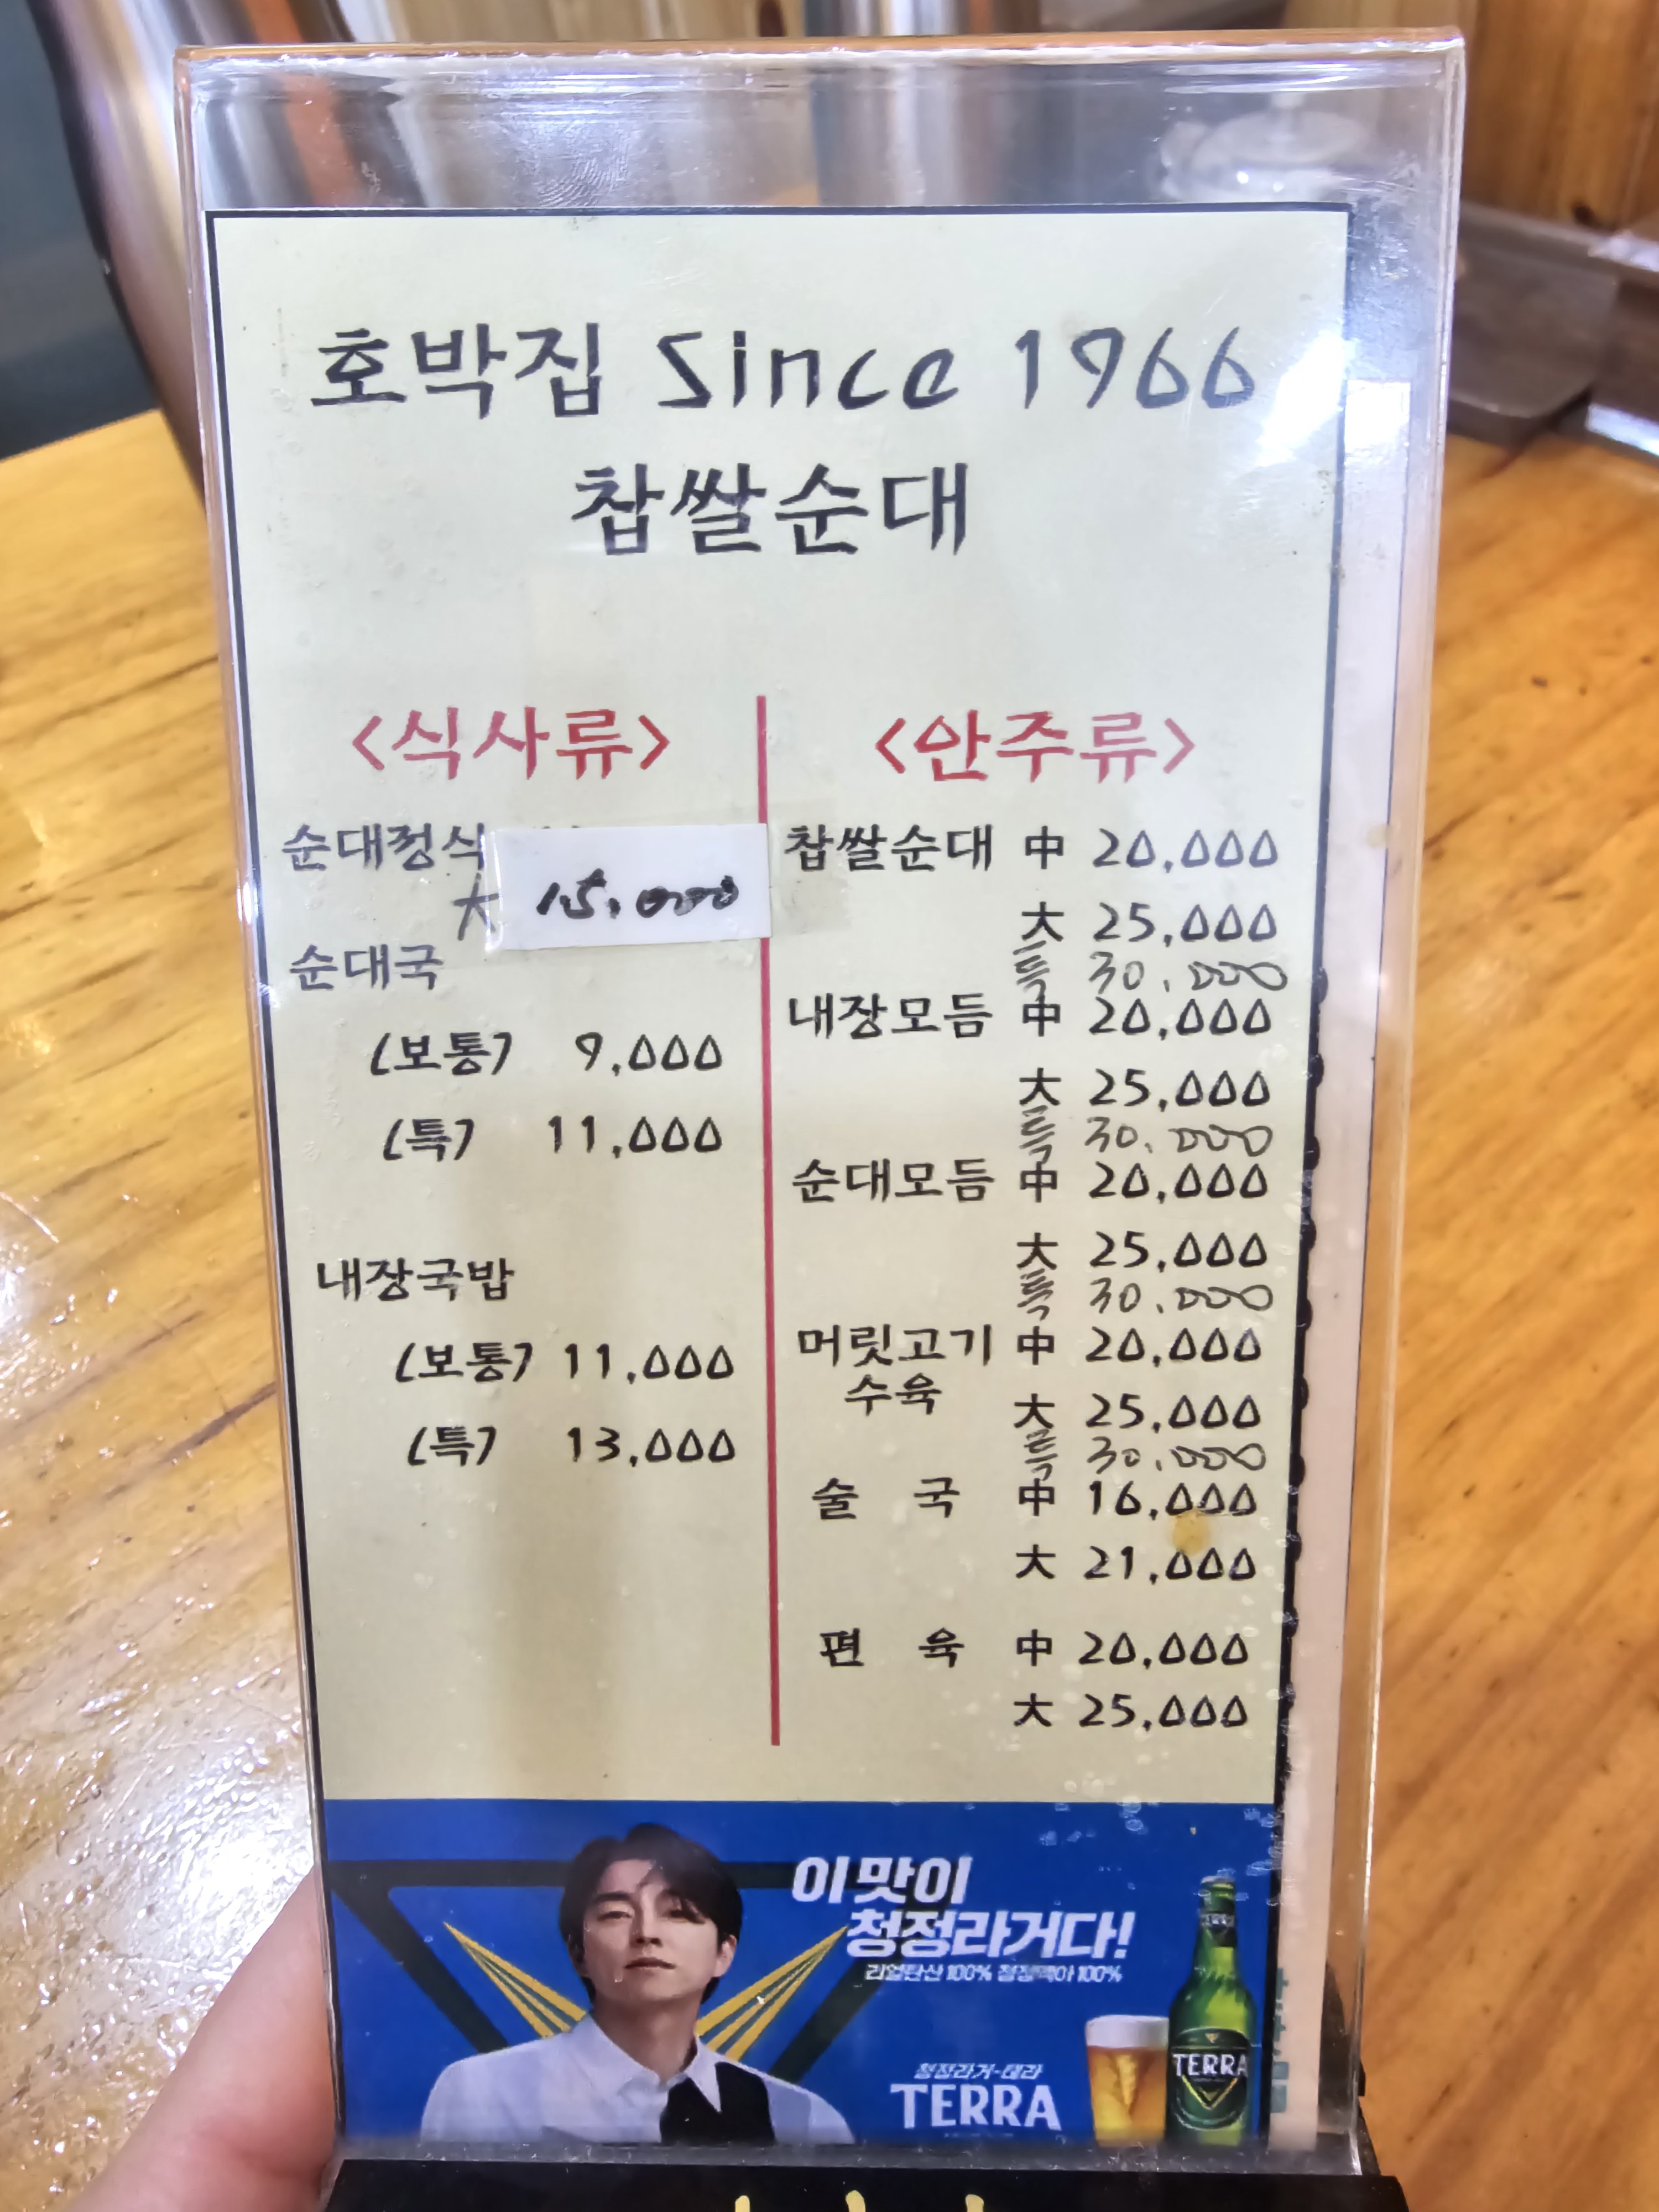 호박집 Since 1966
찹쌀순대
<식사류>
순대정식
大 15,000
순대국
(보통) 9,000
(특) 11,000
내장국밥
(보통) 11,000
(특) 13,000
<안주류>
찹쌀순대 中 20,000
大 25,000
특 30,000
내장모듬 中 20,000
大 25,000
특 30,000
순대모듬 中 20,000
大 25,000
특 30,000
머릿고기 中 20,000
수육
大 25,000
특 30,000
술 국 中 16,000
大 21,000
편 육 中 20,000
大 25,000
이 맛이
청정라거다!
리얼탄산 100% 청정맥아 100%
청정라거-테라
TERRA
TERRA
TERRA